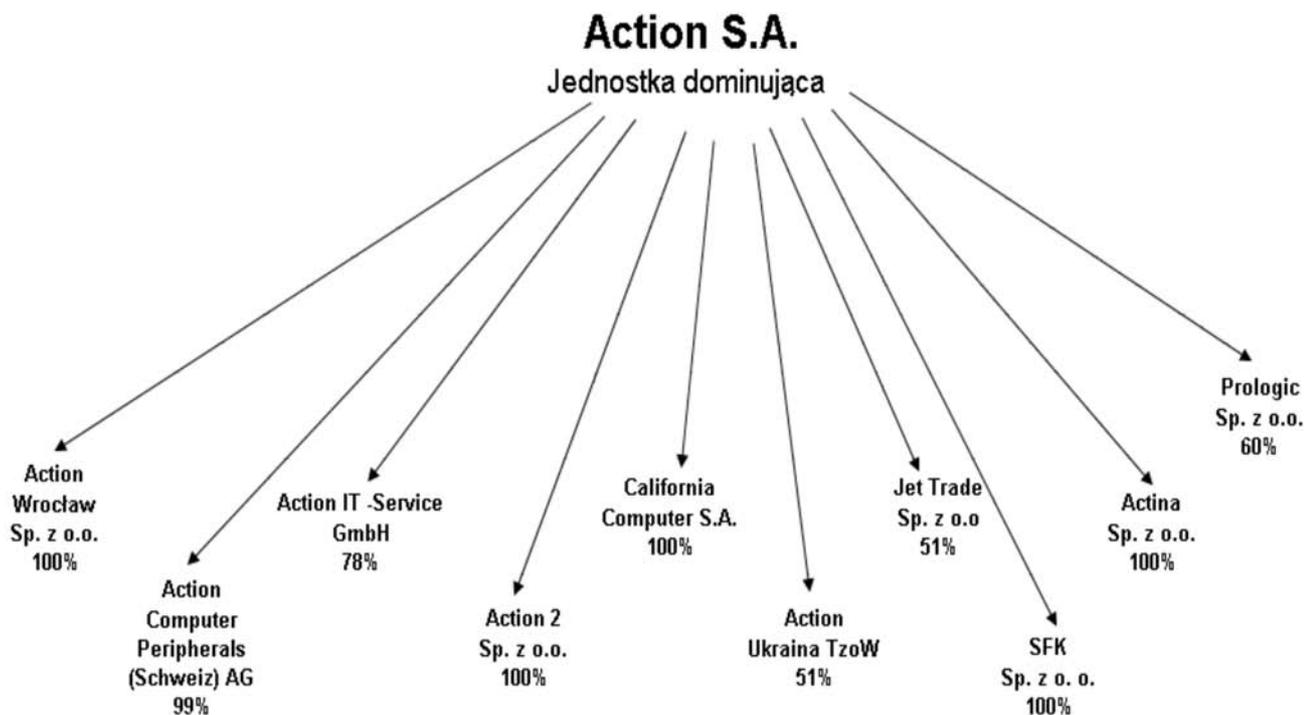 Action S.A.
Jednostka dominująca
Action
Wrocław
Sp. z o.o.
100%
Action
Computer
Peripherals
(Schweiz) AG
99%
Action IT -Service
GmbH
78%
Action 2
Sp. z o.o.
100%
California
Computer S.A.
100%
Action
Ukraina TzoW
51%
Jet Trade
Sp. z o.o
51%
SFK
Sp. z o. o.
100%
Actina
Sp. z o.o.
100%
Prologic
Sp. z o.o.
60%